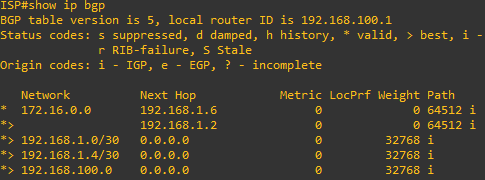 ISP#show ip bgp
BGP table version is 5, local router ID is 192.168.100.1
Status codes: s suppressed, d damped, h history, * valid, > best, i -
              r RIB-failure, S Stale
Origin codes: i - IGP, e - EGP, ? - incomplete
   Network          Next Hop            Metric LocPrf Weight Path
*  172.16.0.0       192.168.1.6              0             0 64512 i
*>                  192.168.1.2              0             0 64512 i
*> 192.168.1.0/30   0.0.0.0                  0         32768 i
*> 192.168.1.4/30   0.0.0.0                  0         32768 i
*> 192.168.100.0    0.0.0.0                  0         32768 i